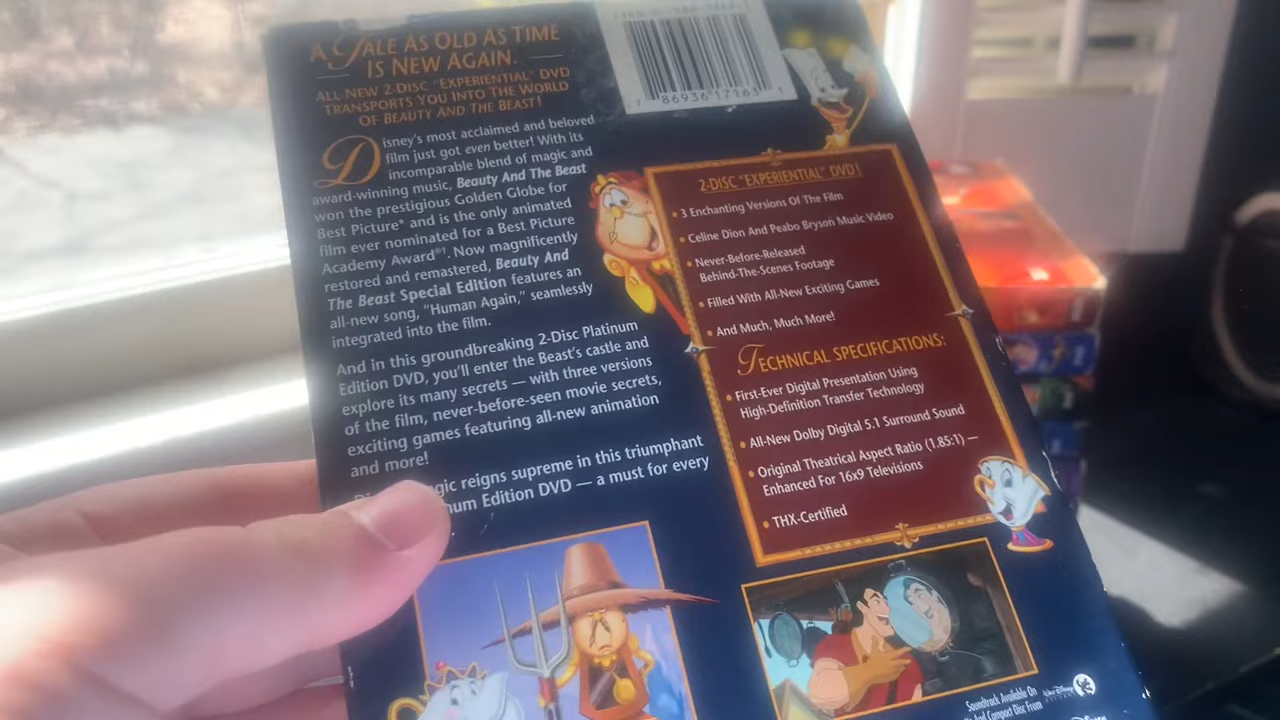 A TALE AS OLD AS TIME
IS NEW AGAIN.
ALL NEW 2-DISC "EXPERIENTIAL" DVD
TRANSPORTS YOU INTO THE WORLD
OF BEAUTY AND THE BEAST!
Disney's most acclaimed and beloved
film just got even better! With its
incomparable blend of magic and
award-winning music, Beauty And The Beast
won the prestigious Golden Globe for
Best Picture* and is the only animated
film ever nominated for a Best Picture
Academy Award®†. Now magnificently
restored and remastered, Beauty And
The Beast Special Edition features an
all-new song, "Human Again," seamlessly
integrated into the film.
And in this groundbreaking 2-Disc Platinum
Edition DVD, you'll enter the Beast's castle and
explore its many secrets — with three versions
of the film, never-before-seen movie secrets,
exciting games featuring all-new animation
and more!
reigns supreme in this triumphant
Edition DVD — a must for every
7 86936 17163 1
2-DISC "EXPERIENTIAL" DVD!
• 3 Enchanting Versions Of The Film
• Celine Dion And Peabo Bryson Music Video
• Never-Before-Released
Behind-The-Scenes Footage
• Filled With All-New Exciting Games
• And Much, Much More!
TECHNICAL SPECIFICATIONS:
• First-Ever Digital Presentation Using
High-Definition Transfer Technology
• All-New Dolby Digital 5.1 Surround Sound
• Original Theatrical Aspect Ratio (1.85:1) —
Enhanced For 16x9 Televisions
• THX-Certified
Soundtrack Available On
And Compact Disc From
Walt Disney
Disney